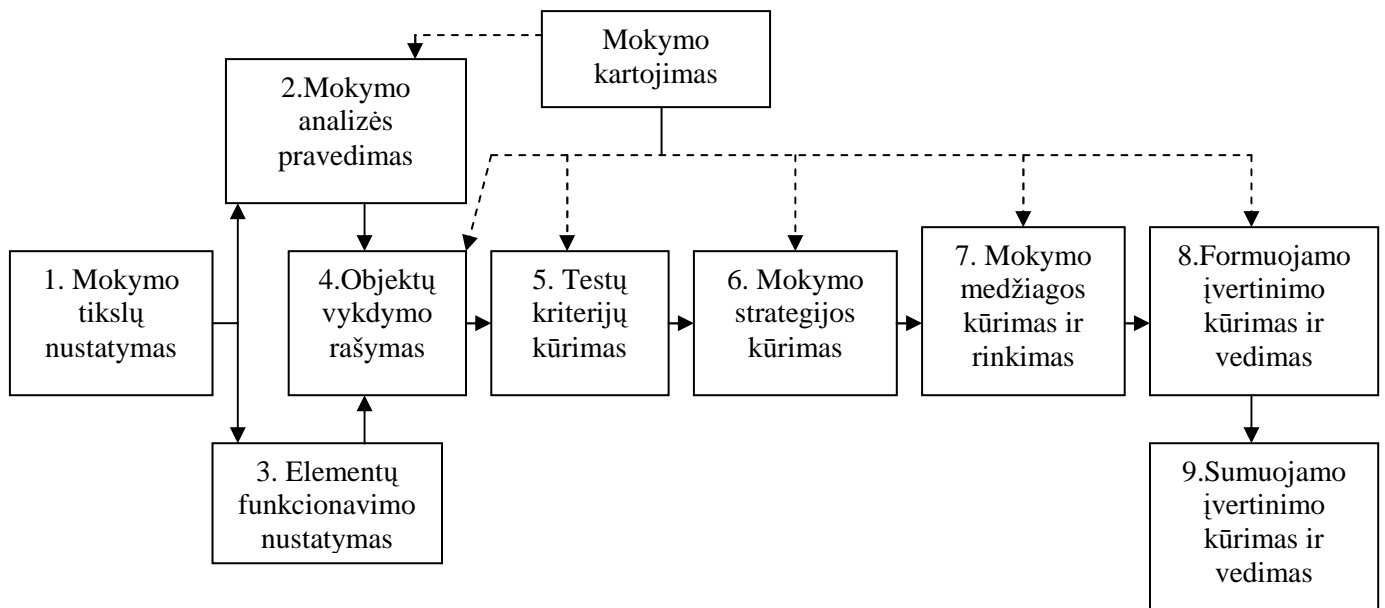 Mokymo
kartojimas
2.Mokymo
analizės
pravedimas
1. Mokymo
tikslų
nustatymas
4.Objektų
vykdymo
rašymas
5. Testų
kriterijų
kūrimas
6. Mokymo
strategijos
kūrimas
7. Mokymo
medžiagos
kūrimas ir
rinkimas
8.Formuojamo
įvertinimo
kūrimas ir
vedimas
3. Elementų
funkcionavimo
nustatymas
9.Sumuojamo
įvertinimo
kūrimas ir
vedimas